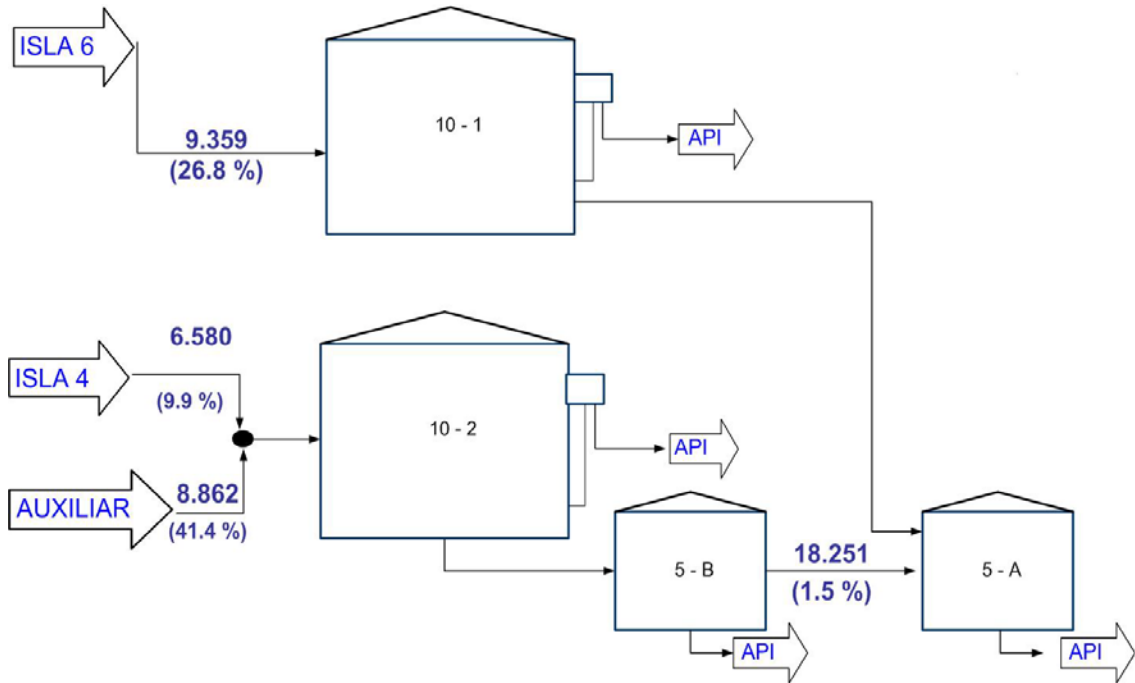 ISLA 6
10 - 1
9.359
(26.8 %)
API
6.580
ISLA 4
(9.9 %)
10 - 2
API
8.862
AUXILIAR
(41.4 %)
18.251
5 - B
5 - A
(1.5 %)
API
API